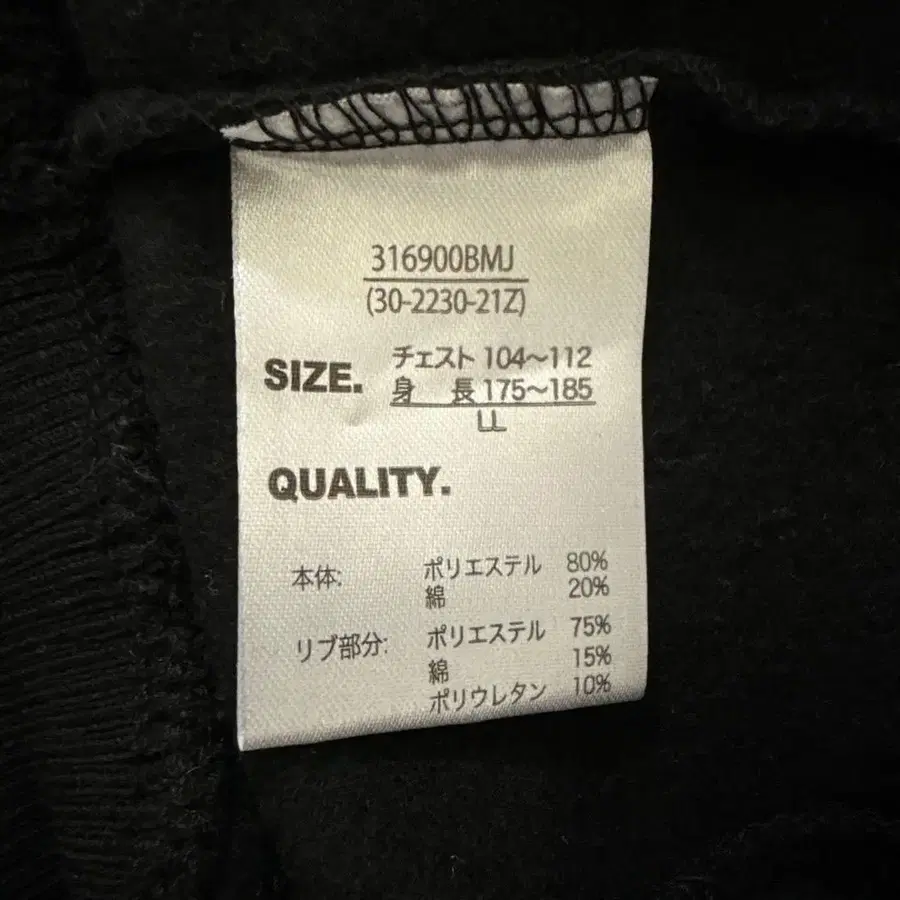 316900BMJ
(30-2230-21Z)
SIZE. チェスト 104〜112
身 長 175〜185
LL
QUALITY.
本体: ポリエステル 80%
綿 20%
リブ部分: ポリエステル 75%
綿 15%
ポリウレタン 10%